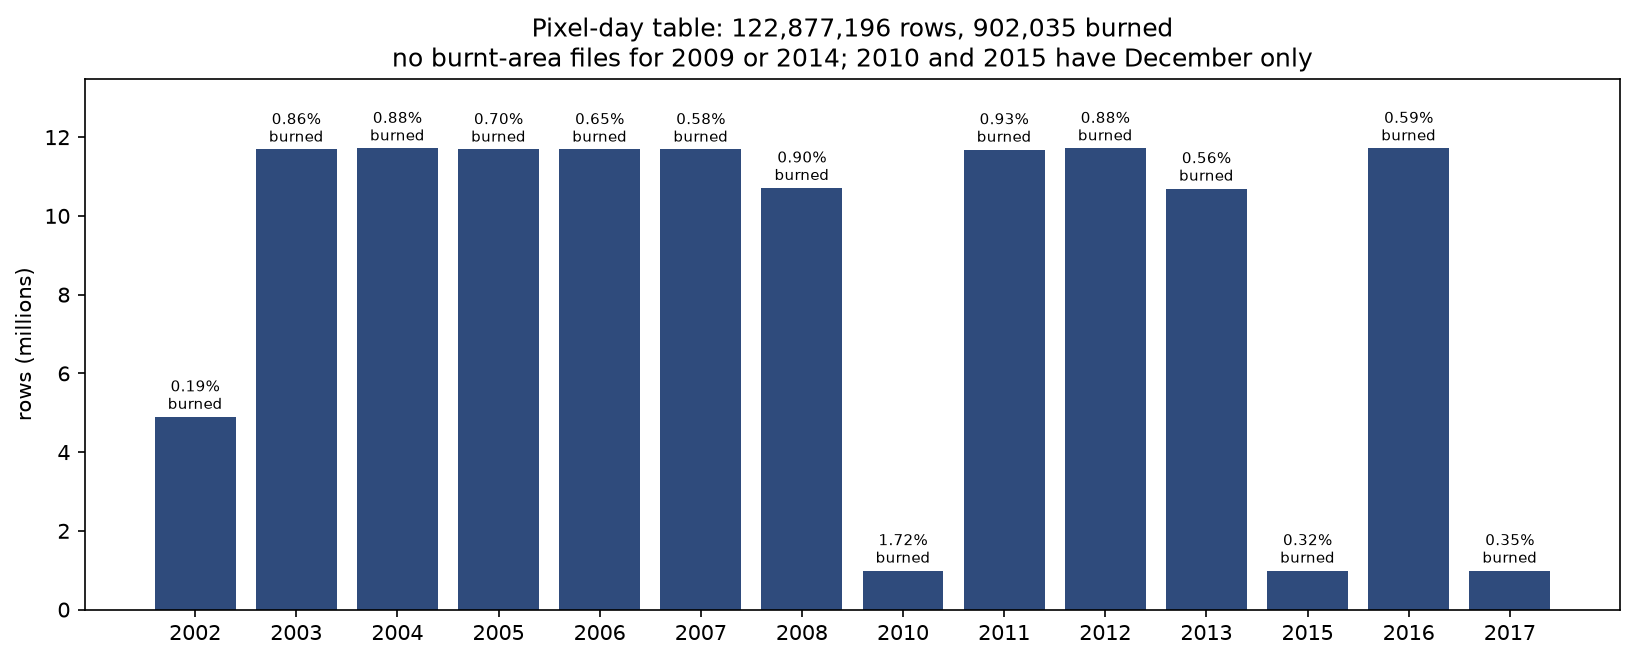 Pixel-day table: 122,877,196 rows, 902,035 burned
no burnt-area files for 2009 or 2014; 2010 and 2015 have December only
rows (millions)
12
10
8
6
4
2
0
0.19%
burned
0.86%
burned
0.88%
burned
0.70%
burned
0.65%
burned
0.58%
burned
0.90%
burned
1.72%
burned
0.93%
burned
0.88%
burned
0.56%
burned
0.32%
burned
0.59%
burned
0.35%
burned
2002 2003 2004 2005 2006 2007 2008 2010 2011 2012 2013 2015 2016 2017